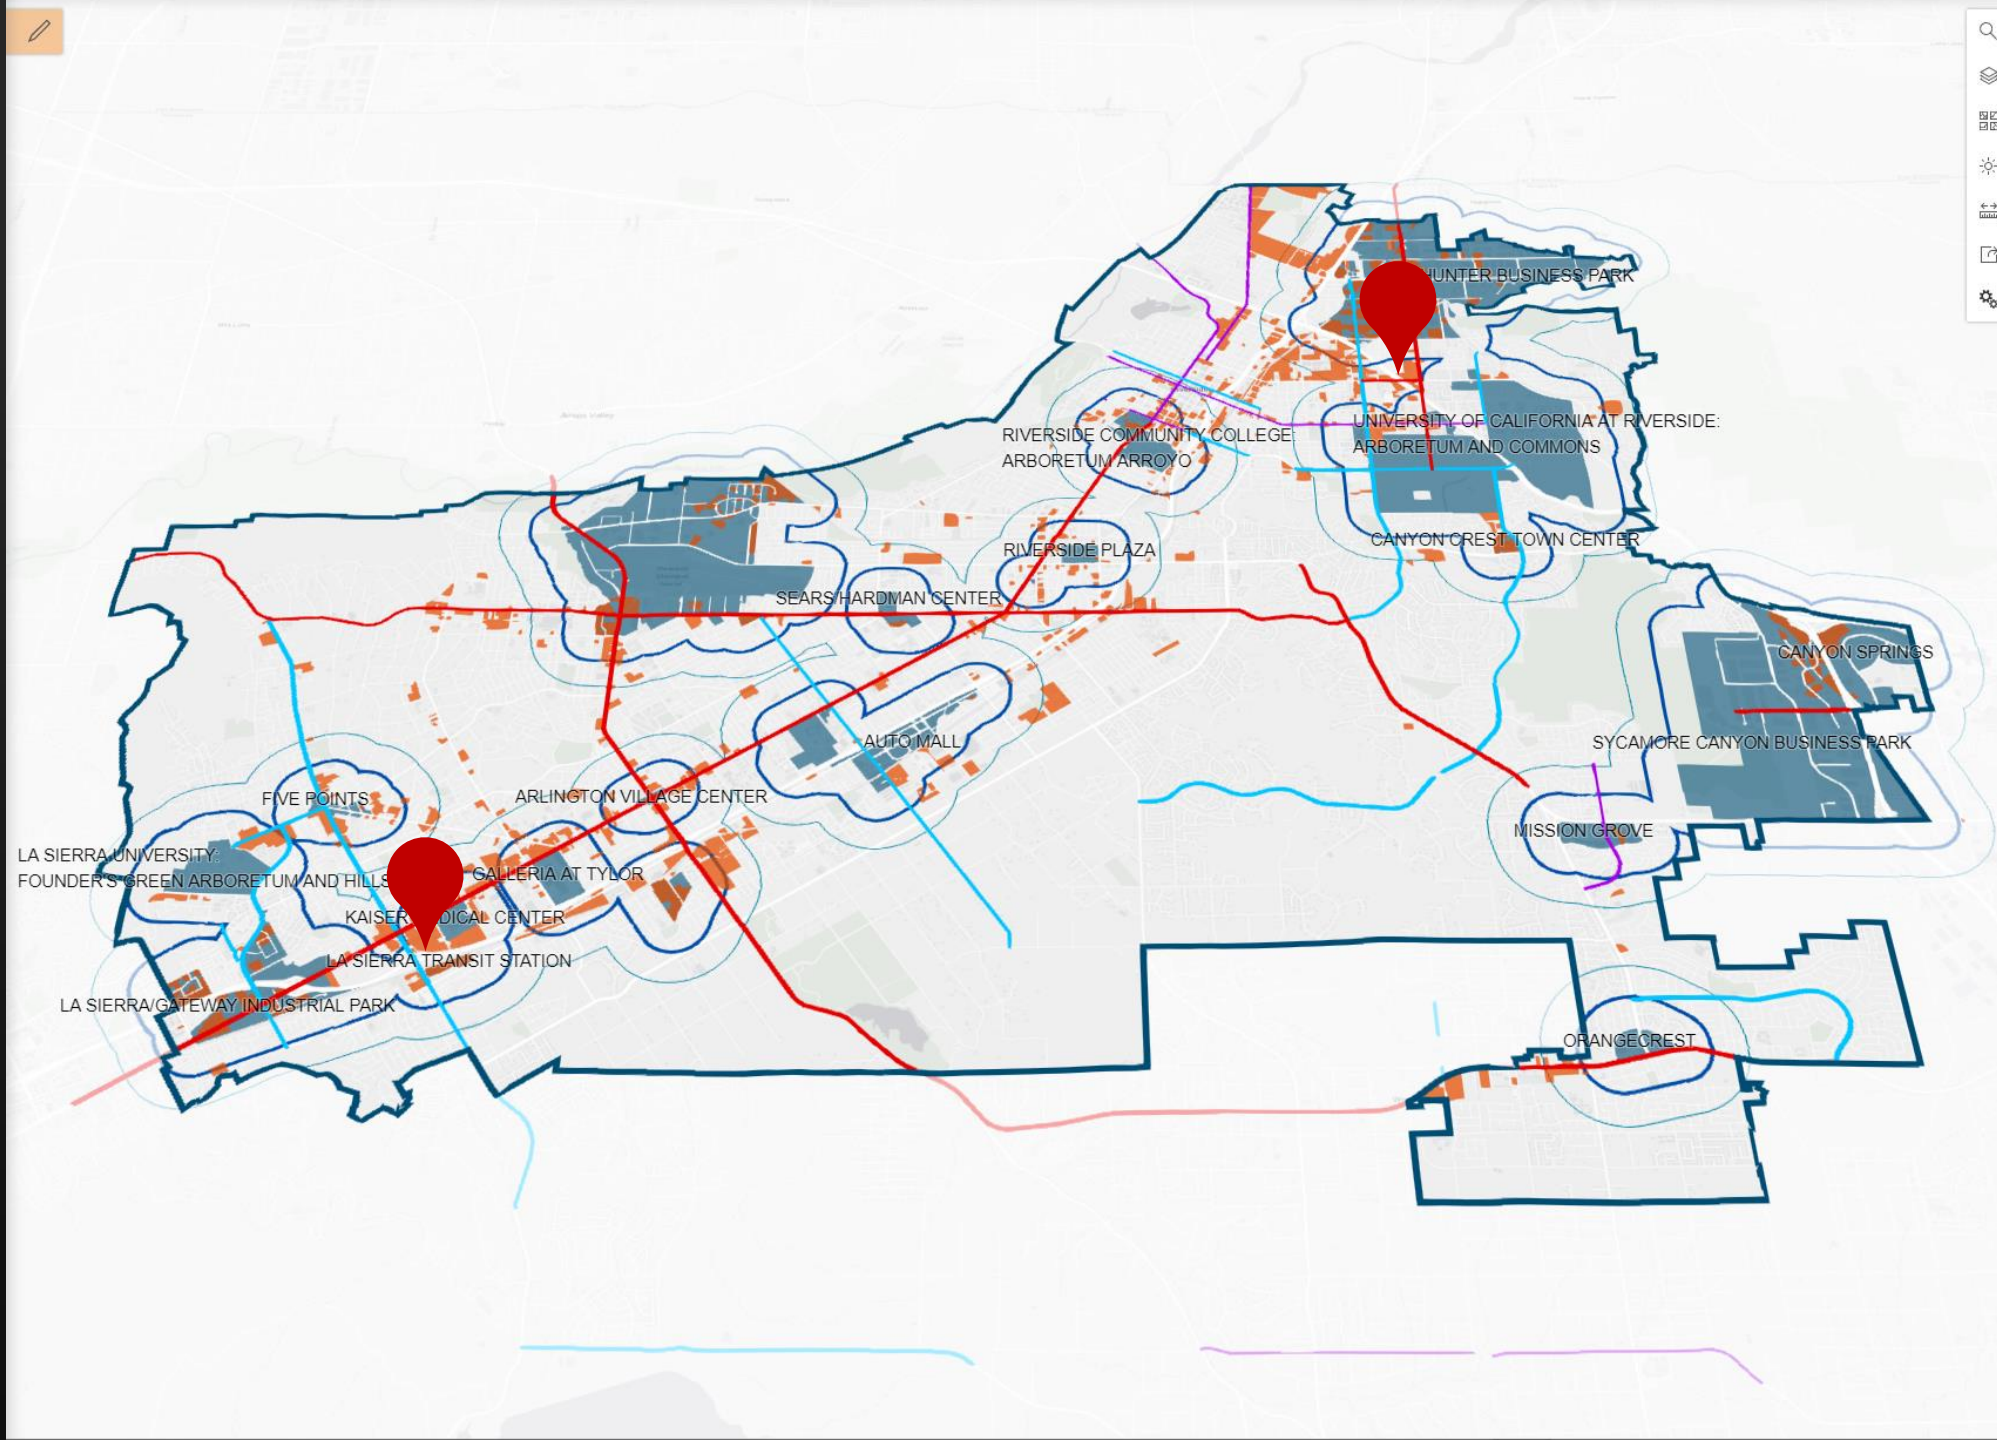 HUNTER BUSINESS PARK
UNIVERSITY OF CALIFORNIA AT RIVERSIDE:
ARBORETUM AND COMMONS
RIVERSIDE COMMUNITY COLLEGE:
ARBORETUM ARROYO
CANYON CREST TOWN CENTER
RIVERSIDE PLAZA
SEARS/HARDMAN CENTER
CANYON SPRINGS
SYCAMORE CANYON BUSINESS PARK
AUTO MALL
FIVE POINTS
ARLINGTON VILLAGE CENTER
MISSION GROVE
LA SIERRA UNIVERSITY:
FOUNDER'S GREEN ARBORETUM AND HILLS
GALLERIA AT TYLOR
KAISER MEDICAL CENTER
LA SIERRA TRANSIT STATION
LA SIERRA/GATEWAY INDUSTRIAL PARK
ORANGECREST